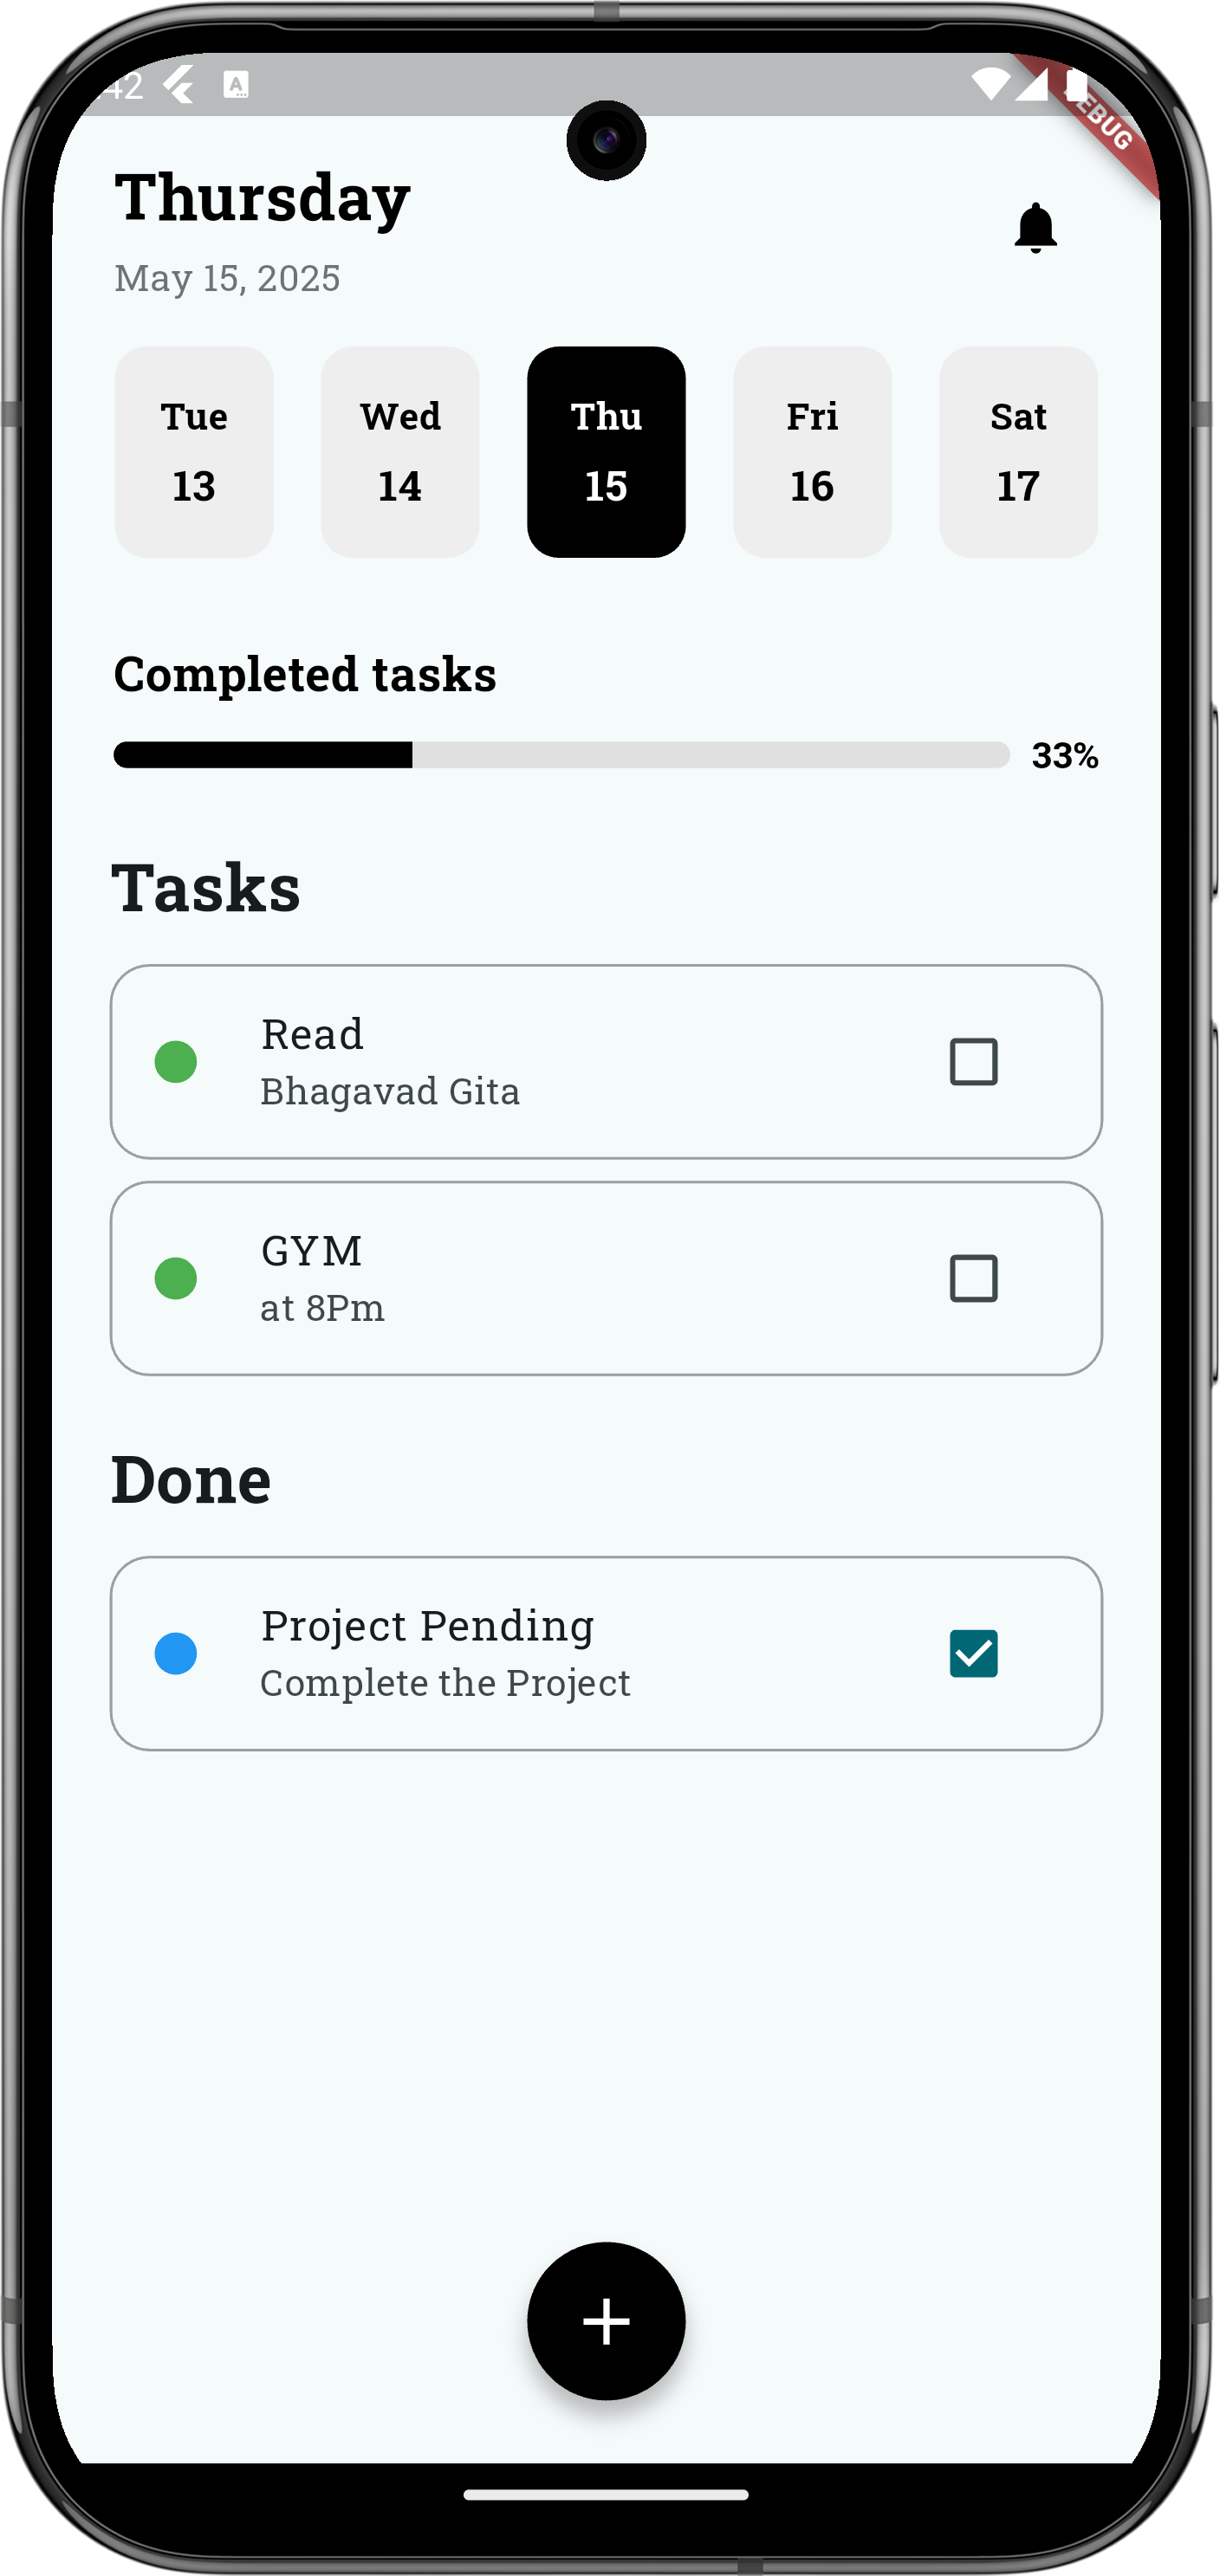 42
DEBUG
Thursday
May 15, 2025
Tue Wed Thu Fri Sat
13 14 15 16 17
Completed tasks
33%
Tasks
Read
Bhagavad Gita
GYM
at 8Pm
Done
Project Pending
Complete the Project